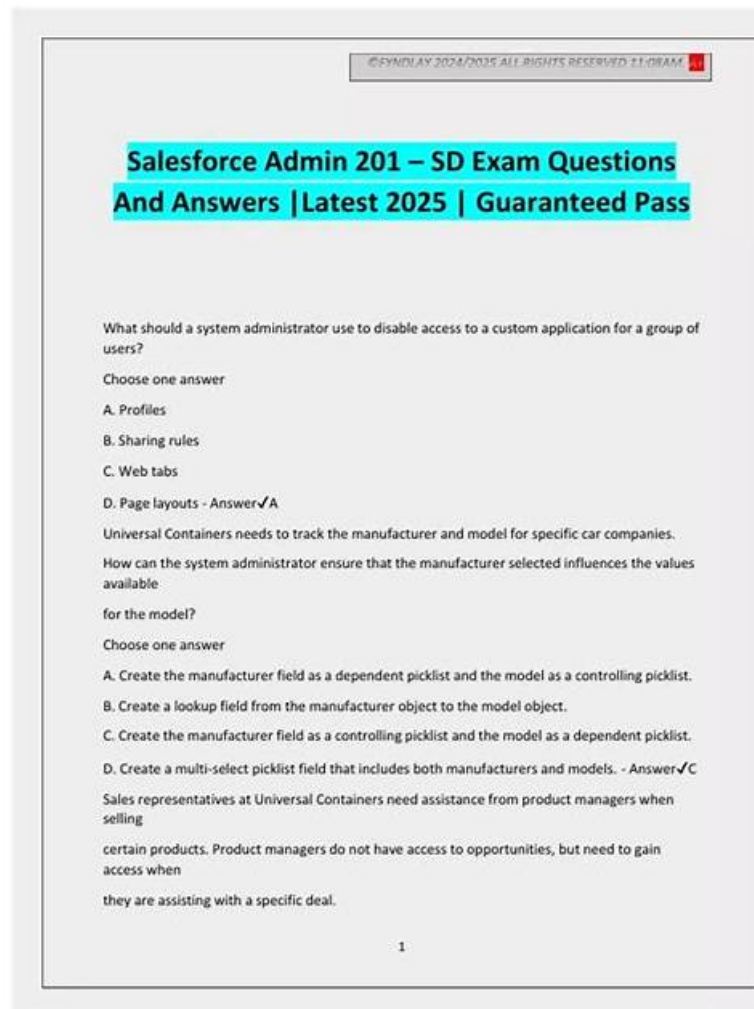 ©FYNDLAY 2024/2025 ALL RIGHTS RESERVED 11:08AM. A+
Salesforce Admin 201 – SD Exam Questions
And Answers |Latest 2025 | Guaranteed Pass
What should a system administrator use to disable access to a custom application for a group of
users?
Choose one answer
A. Profiles
B. Sharing rules
C. Web tabs
D. Page layouts - Answer✔A
Universal Containers needs to track the manufacturer and model for specific car companies.
How can the system administrator ensure that the manufacturer selected influences the values
available
for the model?
Choose one answer
A. Create the manufacturer field as a dependent picklist and the model as a controlling picklist.
B. Create a lookup field from the manufacturer object to the model object.
C. Create the manufacturer field as a controlling picklist and the model as a dependent picklist.
D. Create a multi-select picklist field that includes both manufacturers and models. - Answer✔C
Sales representatives at Universal Containers need assistance from product managers when
selling
certain products. Product managers do not have access to opportunities, but need to gain
access when
they are assisting with a specific deal.
1